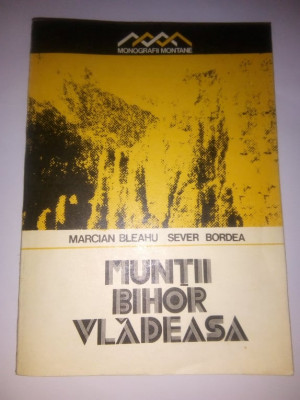 MONOGRAFII MONTANE
MARCIAN BLEAHU SEVER BORDEA
MUNȚII
BIHOR
VLĂDEASA